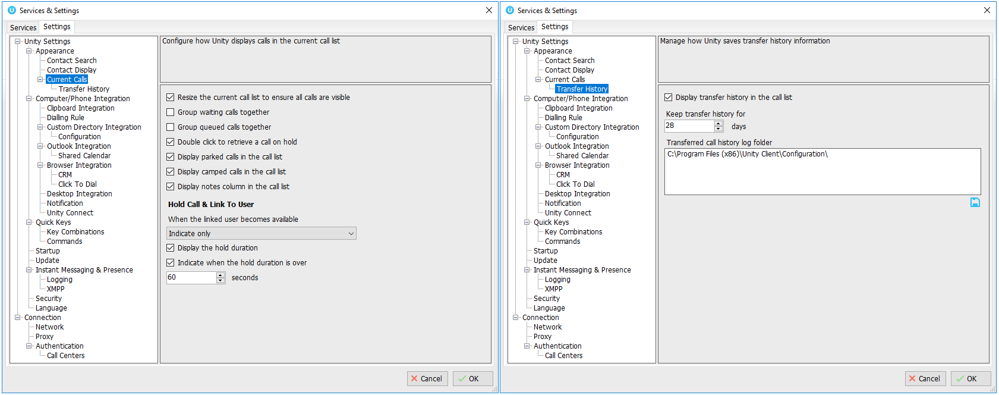 Services & Settings
Services
Settings
Unity Settings
Appearance
Contact Search
Contact Display
Current Calls
Transfer History
Computer/Phone Integration
Clipboard Integration
Dialling Rule
Custom Directory Integration
Configuration
Outlook Integration
Shared Calendar
Browser Integration
CRM
Click To Dial
Desktop Integration
Notification
Unity Connect
Quick Keys
Key Combinations
Commands
Startup
Update
Instant Messaging & Presence
Logging
XMPP
Security
Language
Connection
Network
Proxy
Authentication
Call Centers
Configure how Unity displays calls in the current call list
Resize the current call list to ensure all calls are visible
Group waiting calls together
Group queued calls together
Double click to retrieve a call on hold
Display parked calls in the call list
Display camped calls in the call list
Display notes column in the call list
Hold Call & Link To User
When the linked user becomes available
Indicate only
Display the hold duration
Indicate when the hold duration is over
60 seconds
Cancel
OK
Services & Settings
Services
Settings
Unity Settings
Appearance
Contact Search
Contact Display
Current Calls
Transfer History
Computer/Phone Integration
Clipboard Integration
Dialling Rule
Custom Directory Integration
Configuration
Outlook Integration
Shared Calendar
Browser Integration
CRM
Click To Dial
Desktop Integration
Notification
Unity Connect
Quick Keys
Key Combinations
Commands
Startup
Update
Instant Messaging & Presence
Logging
XMPP
Security
Language
Connection
Network
Proxy
Authentication
Call Centers
Manage how Unity saves transfer history information
Display transfer history in the call list
Keep transfer history for
28 days
Transferred call history log folder
C:\Program Files (x86)\Unity Client\Configuration\
Cancel
OK